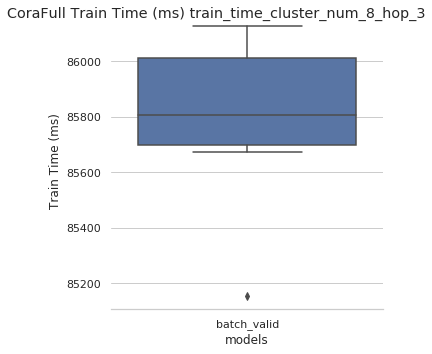 CoraFull Train Time (ms) train_time_cluster_num_8_hop_3
86000
85800
85600
85400
85200
Train Time (ms)
batch_valid
models